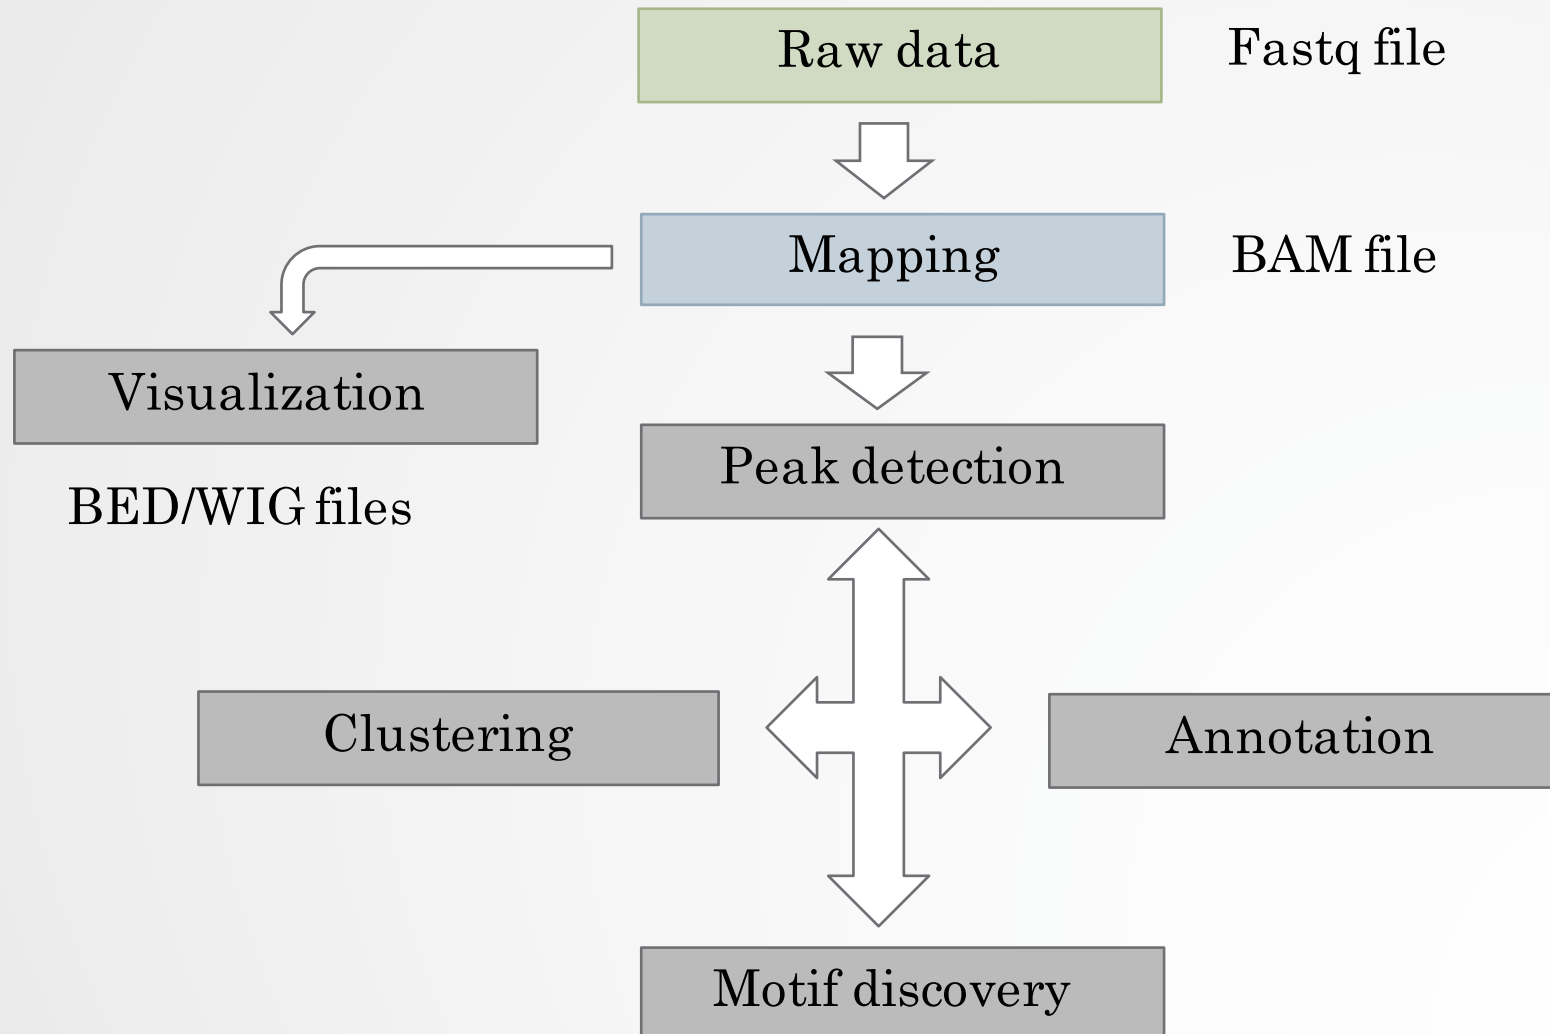 Raw data
Fastq file
Mapping
BAM file
Visualization
BED/WIG files
Peak detection
Clustering
Annotation
Motif discovery